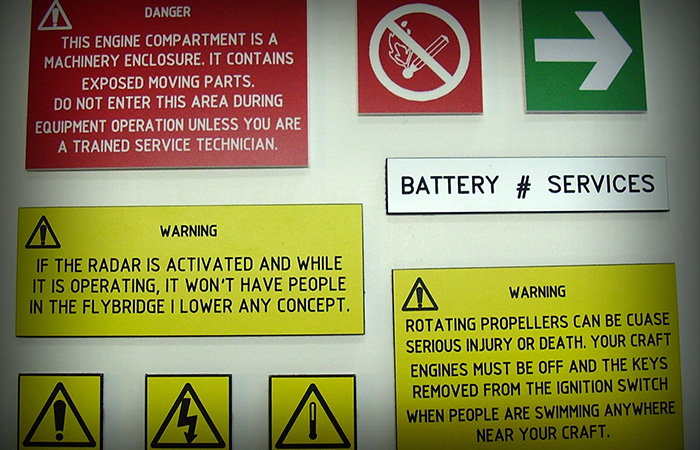 DANGER
THIS ENGINE COMPARTMENT IS A
MACHINERY ENCLOSURE. IT CONTAINS
EXPOSED MOVING PARTS.
DO NOT ENTER THIS AREA DURING
EQUIPMENT OPERATION UNLESS YOU ARE
A TRAINED SERVICE TECHNICIAN.
BATTERY # SERVICES
WARNING
IF THE RADAR IS ACTIVATED AND WHILE
IT IS OPERATING, IT WON'T HAVE PEOPLE
IN THE FLYBRIDGE I LOWER ANY CONCEPT.
WARNING
ROTATING PROPELLERS CAN BE CUASE
SERIOUS INJURY OR DEATH. YOUR CRAFT
ENGINES MUST BE OFF AND THE KEYS
REMOVED FROM THE IGNITION SWITCH
WHEN PEOPLE ARE SWIMMING ANYWHERE
NEAR YOUR CRAFT.